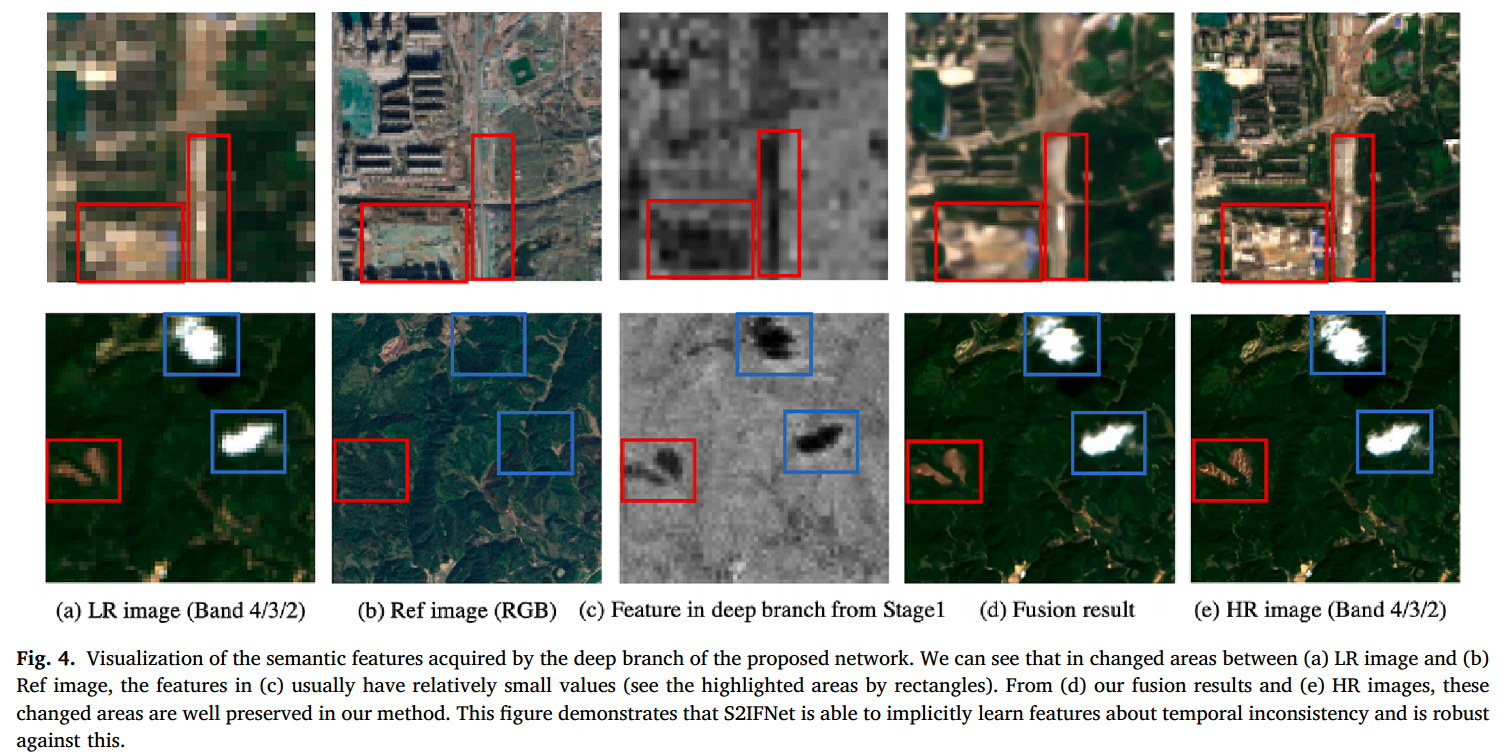 (a) LR image (Band 4/3/2) (b) Ref image (RGB) (c) Feature in deep branch from Stage1 (d) Fusion result (e) HR image (Band 4/3/2)
Fig. 4. Visualization of the semantic features acquired by the deep branch of the proposed network. We can see that in changed areas between (a) LR image and (b)
Ref image, the features in (c) usually have relatively small values (see the highlighted areas by rectangles). From (d) our fusion results and (e) HR images, these
changed areas are well preserved in our method. This figure demonstrates that S2IFNet is able to implicitly learn features about temporal inconsistency and is robust
against this.